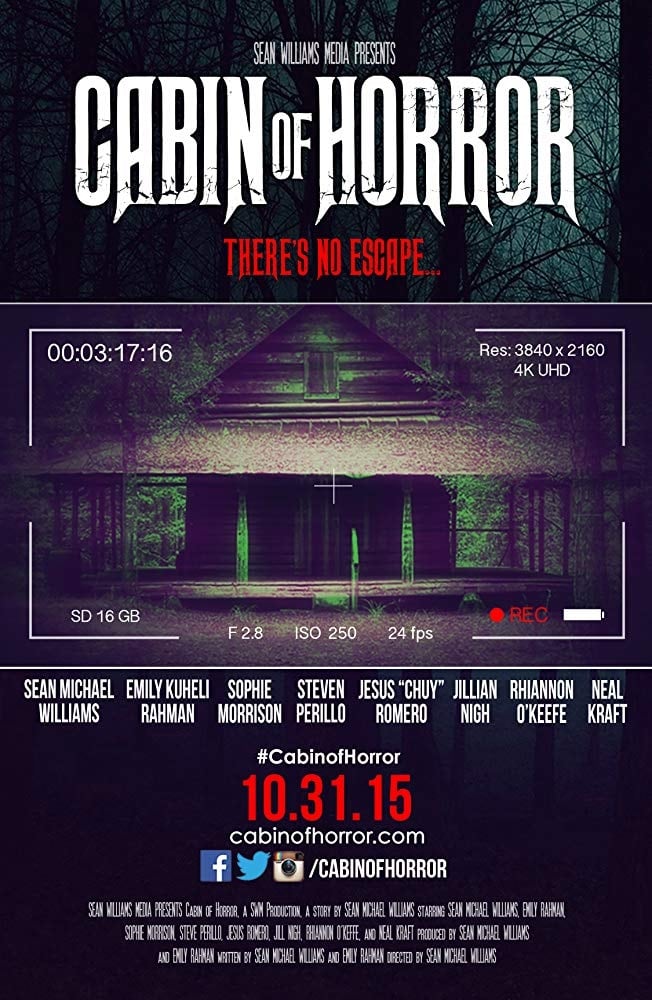 SEAN WILLIAMS MEDIA PRESENTS
CABIN OF HORROR
THERE'S NO ESCAPE...
00:03:17:16
Res: 3840 x 2160
4K UHD
SD 16 GB
F 2.8 ISO 250 24 fps
REC
SEAN MICHAEL WILLIAMS
EMILY KUHELI RAHMAN
SOPHIE MORRISON
STEVEN PERILLO
JESUS "CHUY" ROMERO
JILLIAN NIGH
RHIANNON O'KEEFE
NEAL KRAFT
#CabinofHorror
10.31.15
cabinofhorror.com
/CABINOFHORROR
SEAN WILLIAMS MEDIA PRESENTS CABIN OF HORROR, A SWM PRODUCTION, A STORY BY SEAN MICHAEL WILLIAMS STARRING SEAN MICHAEL WILLIAMS, EMILY RAHMAN,
SOPHIE MORRISON, STEVE PERILLO, JESUS ROMERO, JILL NIGH, RHIANNON O'KEFFE, AND NEAL KRAFT PRODUCED BY SEAN MICHAEL WILLIAMS
AND EMILY RAHMAN WRITTEN BY SEAN MICHAEL WILLIAMS AND EMILY RAHMAN DIRECTED BY SEAN MICHAEL WILLIAMS